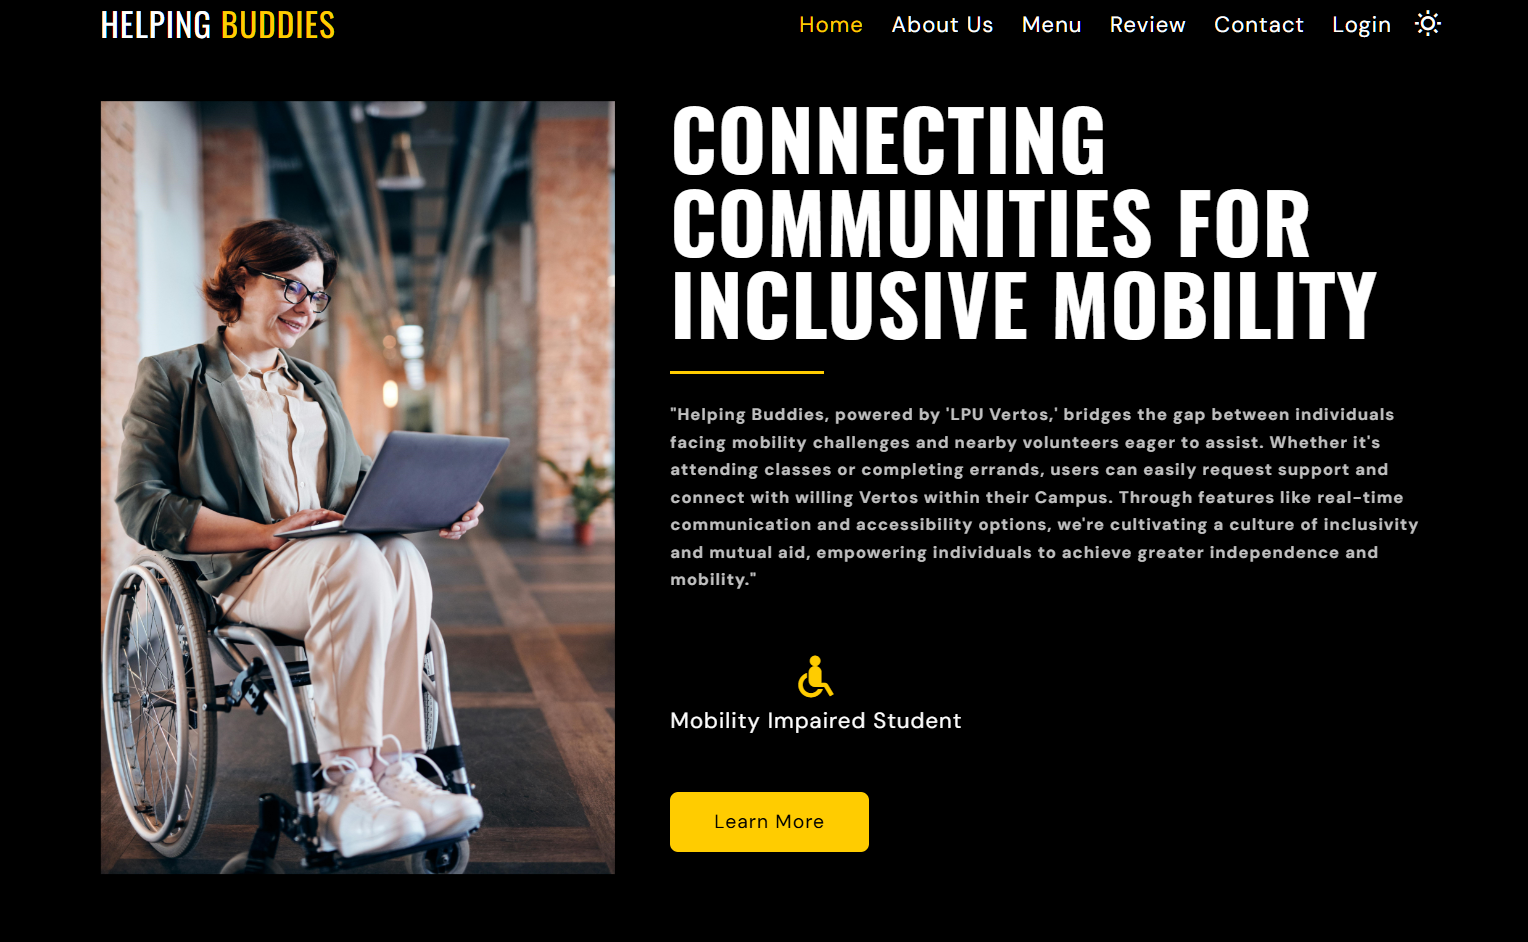 HELPING BUDDIES
Home About Us Menu Review Contact Login
CONNECTING
COMMUNITIES FOR
INCLUSIVE MOBILITY
"Helping Buddies, powered by 'LPU Vertos,' bridges the gap between individuals
facing mobility challenges and nearby volunteers eager to assist. Whether it's
attending classes or completing errands, users can easily request support and
connect with willing Vertos within their Campus. Through features like real-time
communication and accessibility options, we're cultivating a culture of inclusivity
and mutual aid, empowering individuals to achieve greater independence and
mobility."
Mobility Impaired Student
Learn More